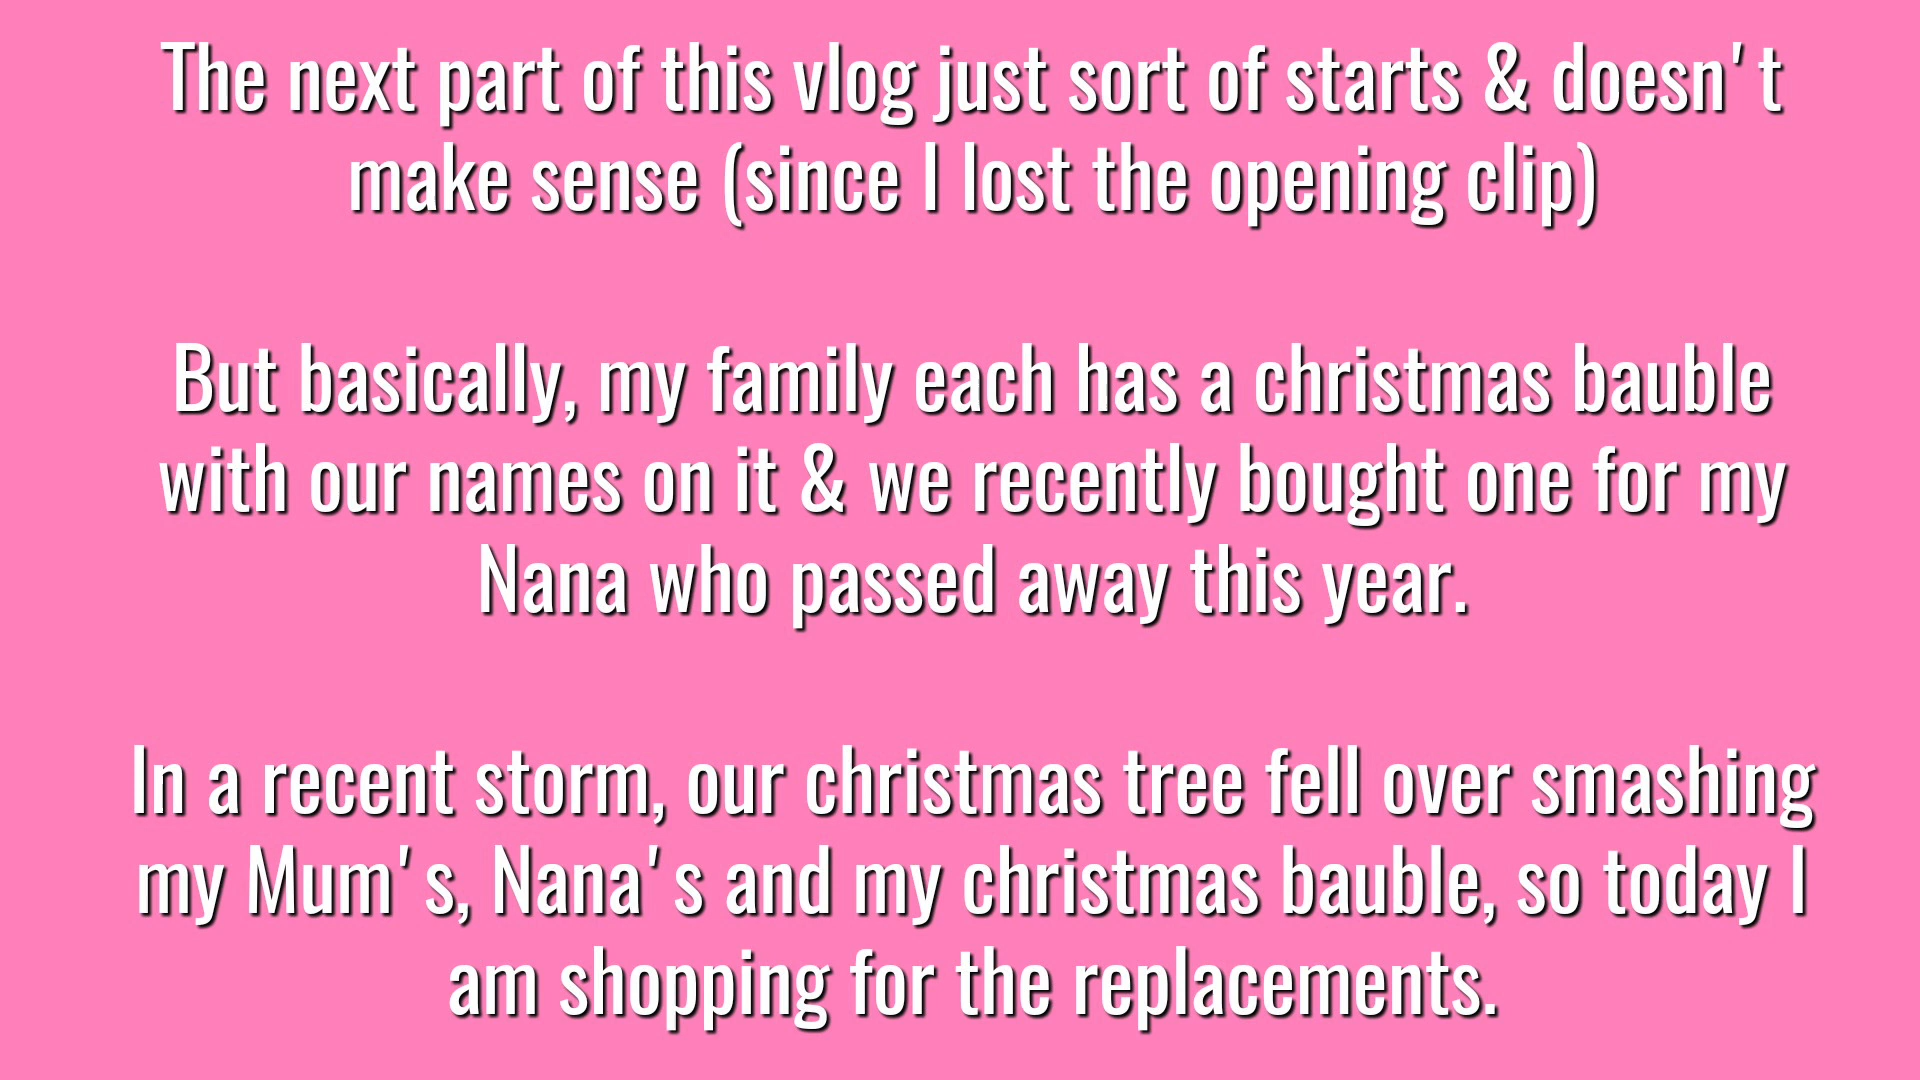 The next part of this vlog just sort of starts & doesn't
make sense (since I lost the opening clip)
But basically, my family each has a christmas bauble
with our names on it & we recently bought one for my
Nana who passed away this year.
In a recent storm, our christmas tree fell over smashing
my Mum's, Nana's and my christmas bauble, so today I
am shopping for the replacements.